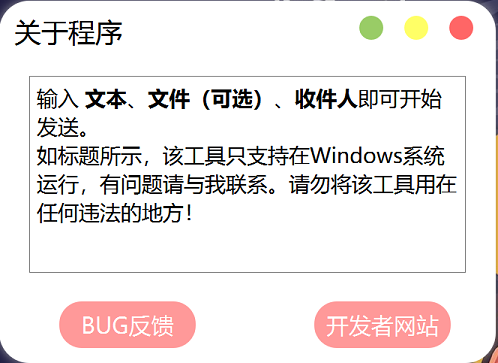 关于程序
输入 文本、文件（可选）、收件人即可开始
发送。
如标题所示，该工具只支持在Windows系统
运行，有问题请与我联系。请勿将该工具用在
任何违法的地方！
BUG反馈
开发者网站